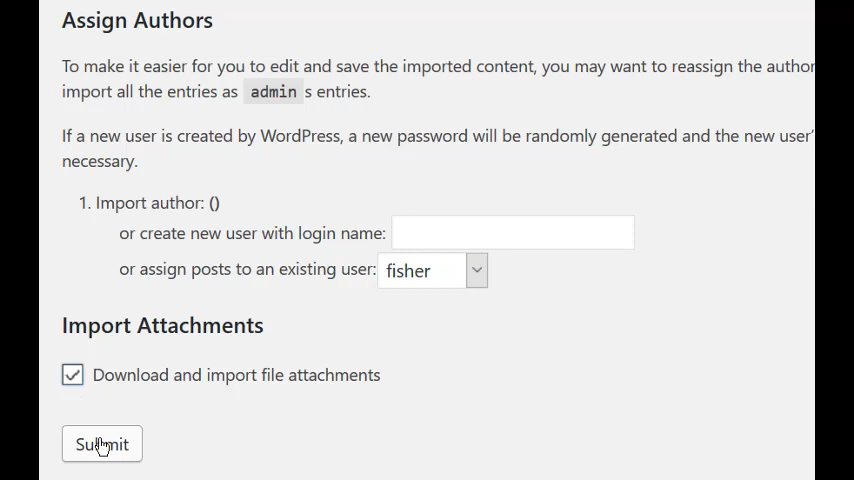 Assign Authors
To make it easier for you to edit and save the imported content, you may want to reassign the author
import all the entries as admin s entries.
If a new user is created by WordPress, a new password will be randomly generated and the new user'
necessary.
1. Import author: ()
or create new user with login name:
or assign posts to an existing user: fisher
Import Attachments
Download and import file attachments
Submit